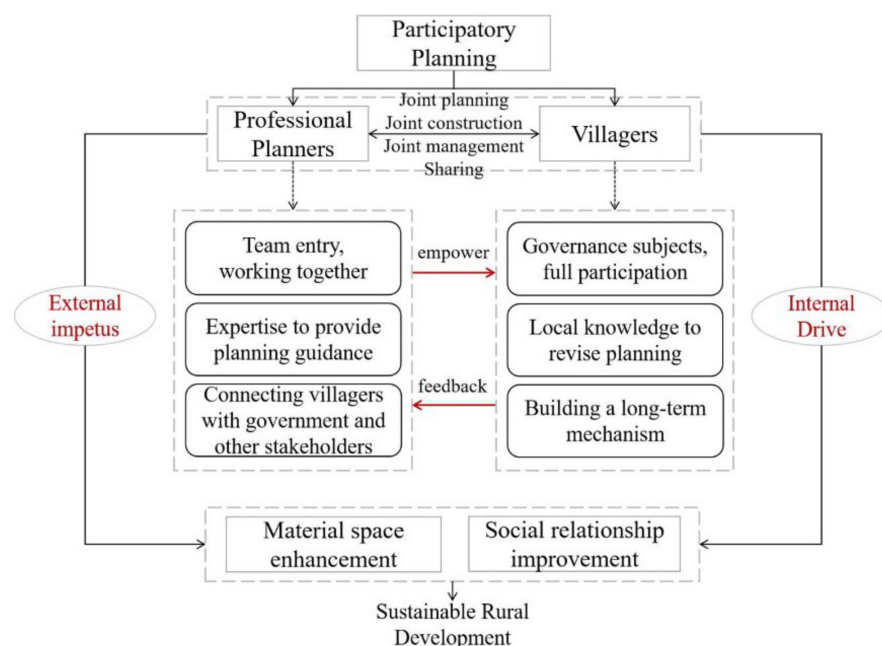 Participatory
Planning
Joint planning
Professional
Planners
Joint construction
Joint management
Sharing
Villagers
Team entry,
working together
empower
Governance subjects,
full participation
External
impetus
Expertise to provide
planning guidance
Local knowledge to
revise planning
Internal
Drive
Connecting villagers
with government and
other stakeholders
feedback
Building a long-term
mechanism
Material space
enhancement
Social relationship
improvement
Sustainable Rural
Development